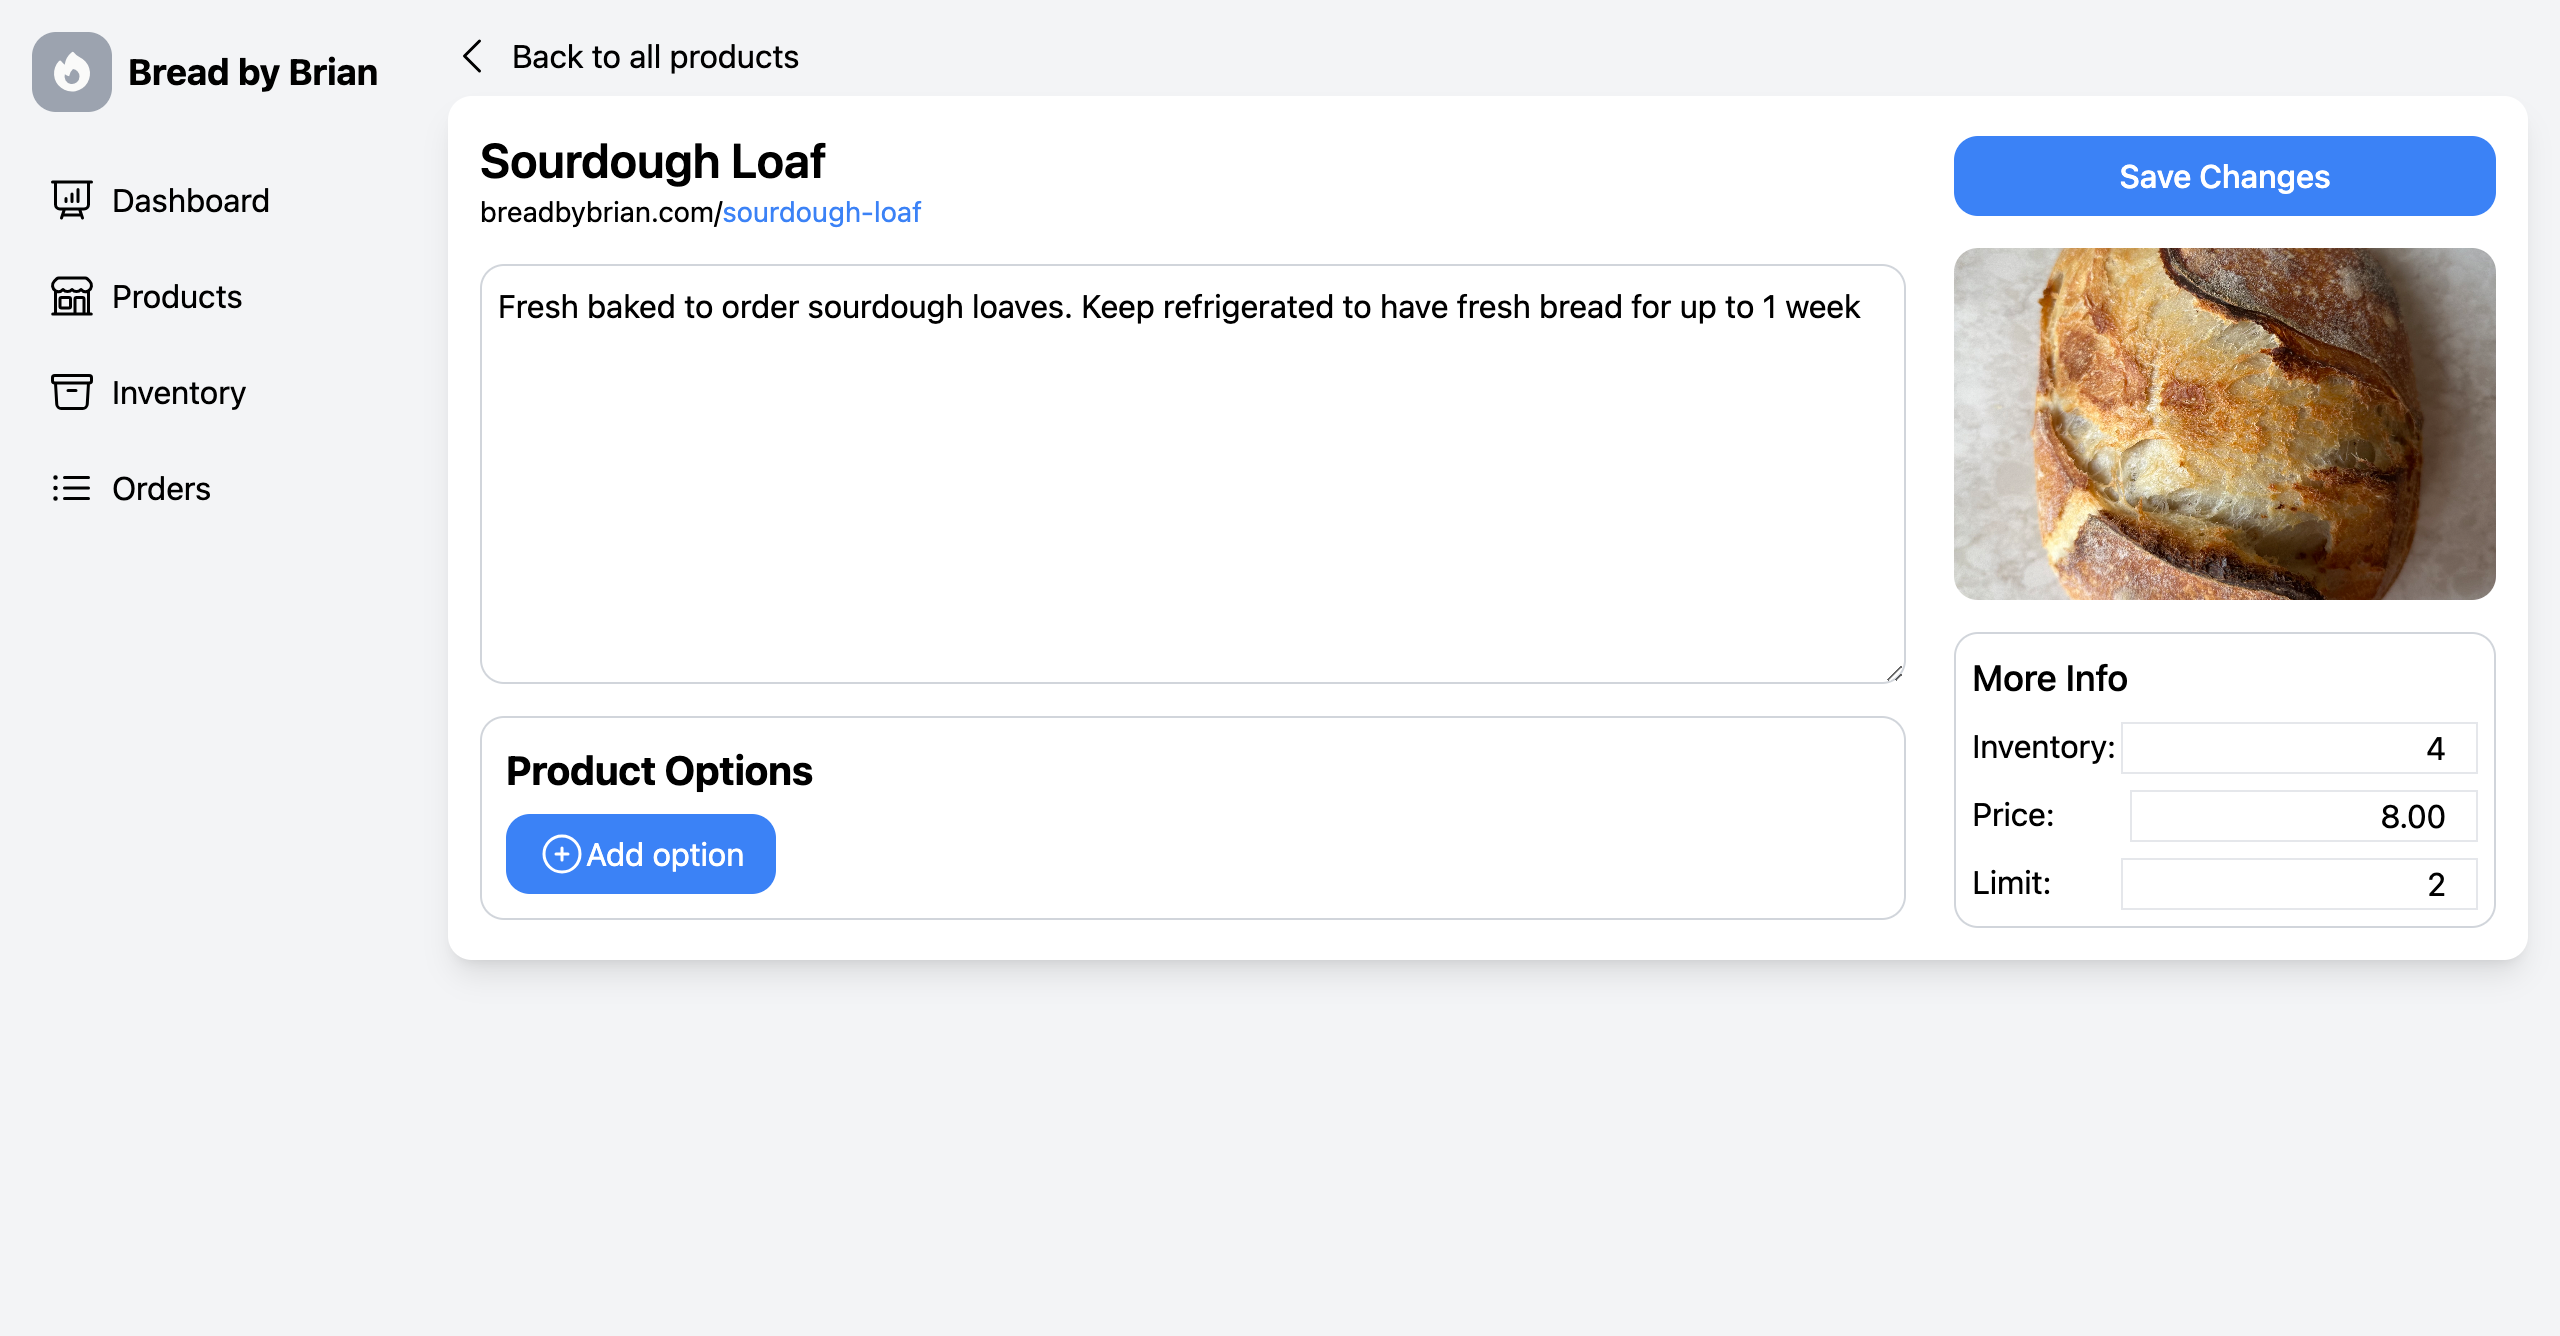 Bread by Brian
Dashboard
Products
Inventory
Orders
Back to all products
Sourdough Loaf
breadbybrian.com/sourdough-loaf
Fresh baked to order sourdough loaves. Keep refrigerated to have fresh bread for up to 1 week
Product Options
Add option
Save Changes
More Info
Inventory: 4
Price: 8.00
Limit: 2